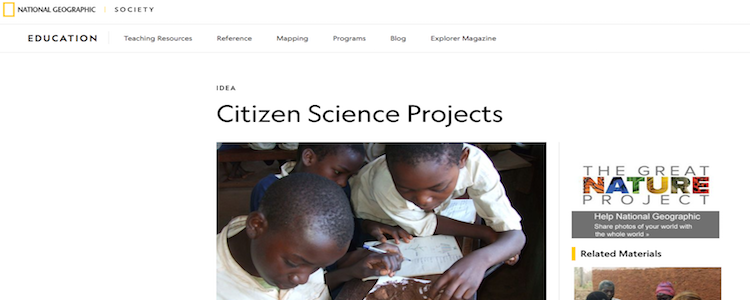 NATIONAL GEOGRAPHIC | SOCIETY
EDUCATION Teaching Resources Reference Mapping Programs Blog Explorer Magazine
IDEA
Citizen Science Projects
THE GREAT
NATURE
PROJECT
Help National Geographic
Share photos of your world with
the whole world »
Related Materials